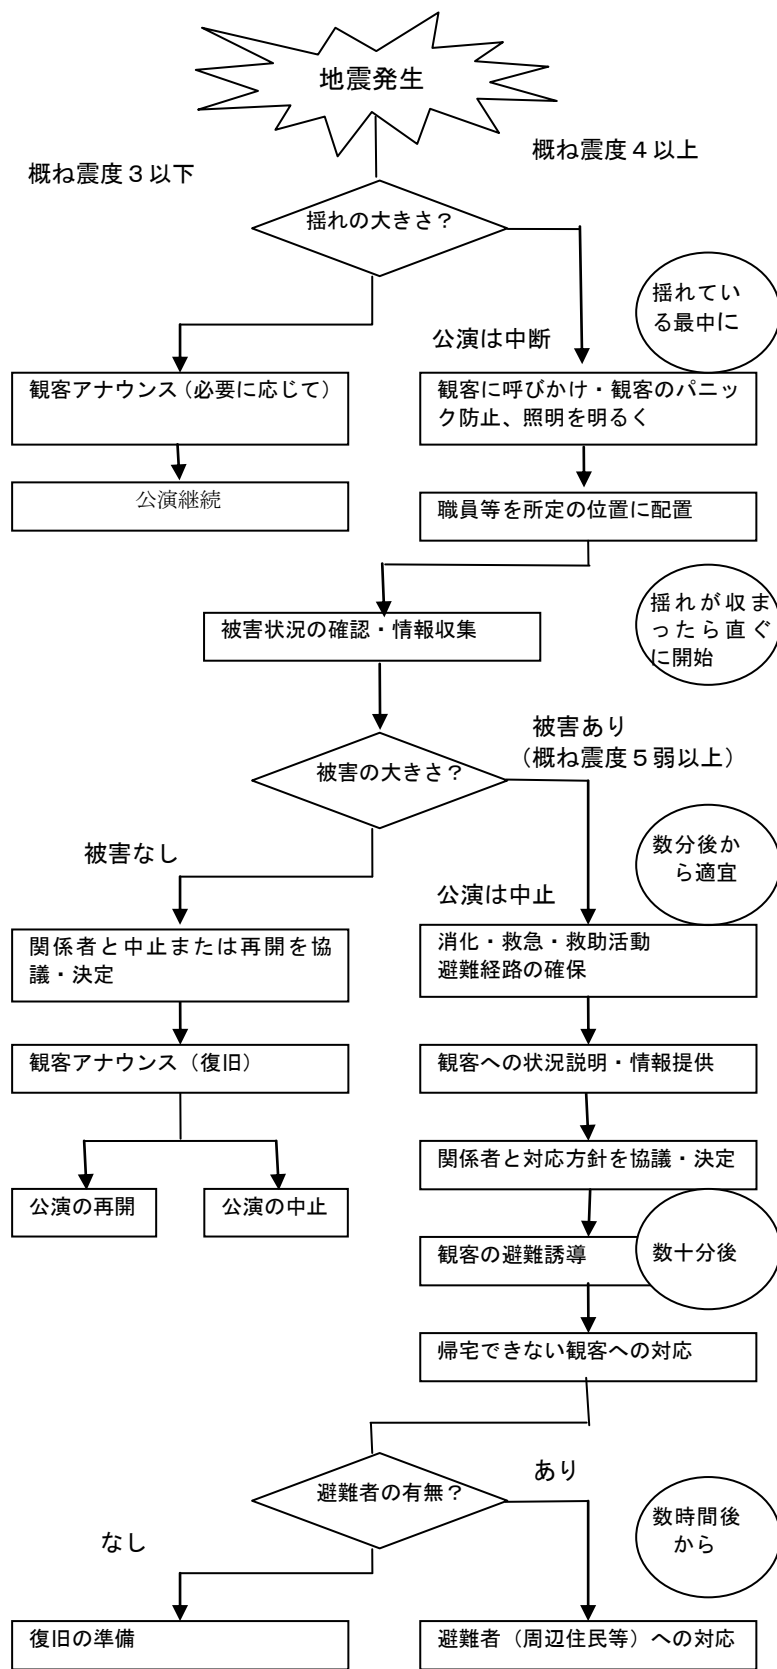 地震発生
概ね震度３以下
概ね震度４以上
揺れの大きさ？
揺れてい
る最中に
公演は中断
観客アナウンス（必要に応じて）
観客に呼びかけ・観客のパニッ
ク防止、照明を明るく
公演継続
職員等を所定の位置に配置
揺れが収ま
ったら直ぐ
に開始
被害状況の確認・情報収集
被害の大きさ？
被害あり
（概ね震度５弱以上）
被害なし
数分後か
ら適宜
公演は中止
関係者と中止または再開を協
議・決定
消化・救急・救助活動
避難経路の確保
観客アナウンス（復旧）
観客への状況説明・情報提供
関係者と対応方針を協議・決定
公演の再開
公演の中止
観客の避難誘導
数十分後
帰宅できない観客への対応
避難者の有無？
あり
なし
数時間後
から
復旧の準備
避難者（周辺住民等）への対応